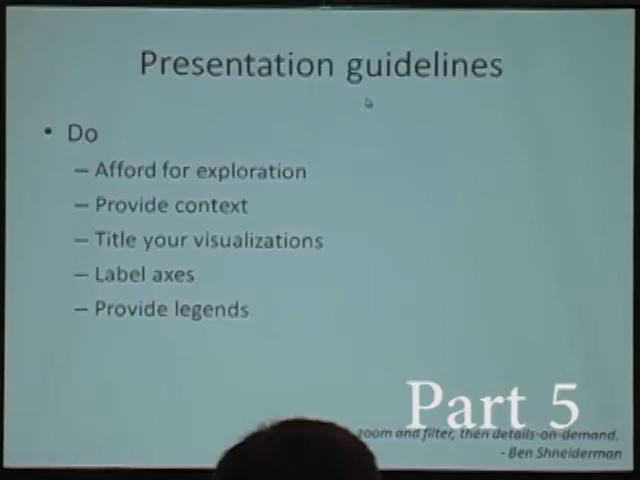 Presentation guidelines
• Do
– Afford for exploration
– Provide context
– Title your visualizations
– Label axes
– Provide legends
Part 5
zoom and filter, then details-on-demand.
- Ben Shneiderman